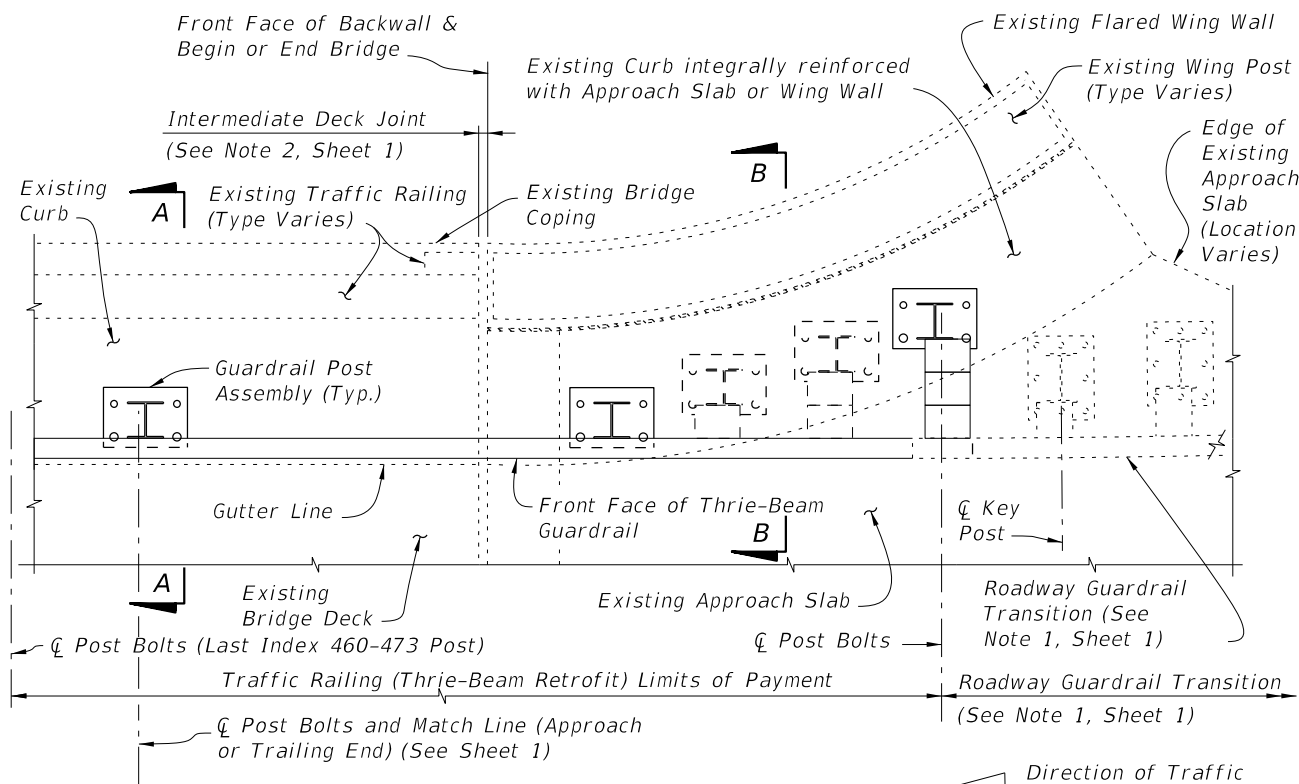 Front Face of Backwall &
Begin or End Bridge
Existing Flared Wing Wall
Existing Curb integrally reinforced
with Approach Slab or Wing Wall
Existing Wing Post
(Type Varies)
Intermediate Deck Joint
(See Note 2, Sheet 1)
Edge of
Existing
Approach
Slab
(Location
Varies)
Existing
Curb
A
Existing Traffic Railing
(Type Varies)
Existing Bridge
Coping
B
Guardrail Post
Assembly (Typ.)
Gutter Line
Front Face of Thrie-Beam
Guardrail
B
℄ Key
Post
A
Existing
Bridge Deck
Existing Approach Slab
Roadway Guardrail
Transition (See
Note 1, Sheet 1)
℄ Post Bolts (Last Index 460-473 Post)
℄ Post Bolts
Traffic Railing (Thrie-Beam Retrofit) Limits of Payment
Roadway Guardrail Transition
(See Note 1, Sheet 1)
℄ Post Bolts and Match Line (Approach
or Trailing End) (See Sheet 1)
Direction of Traffic